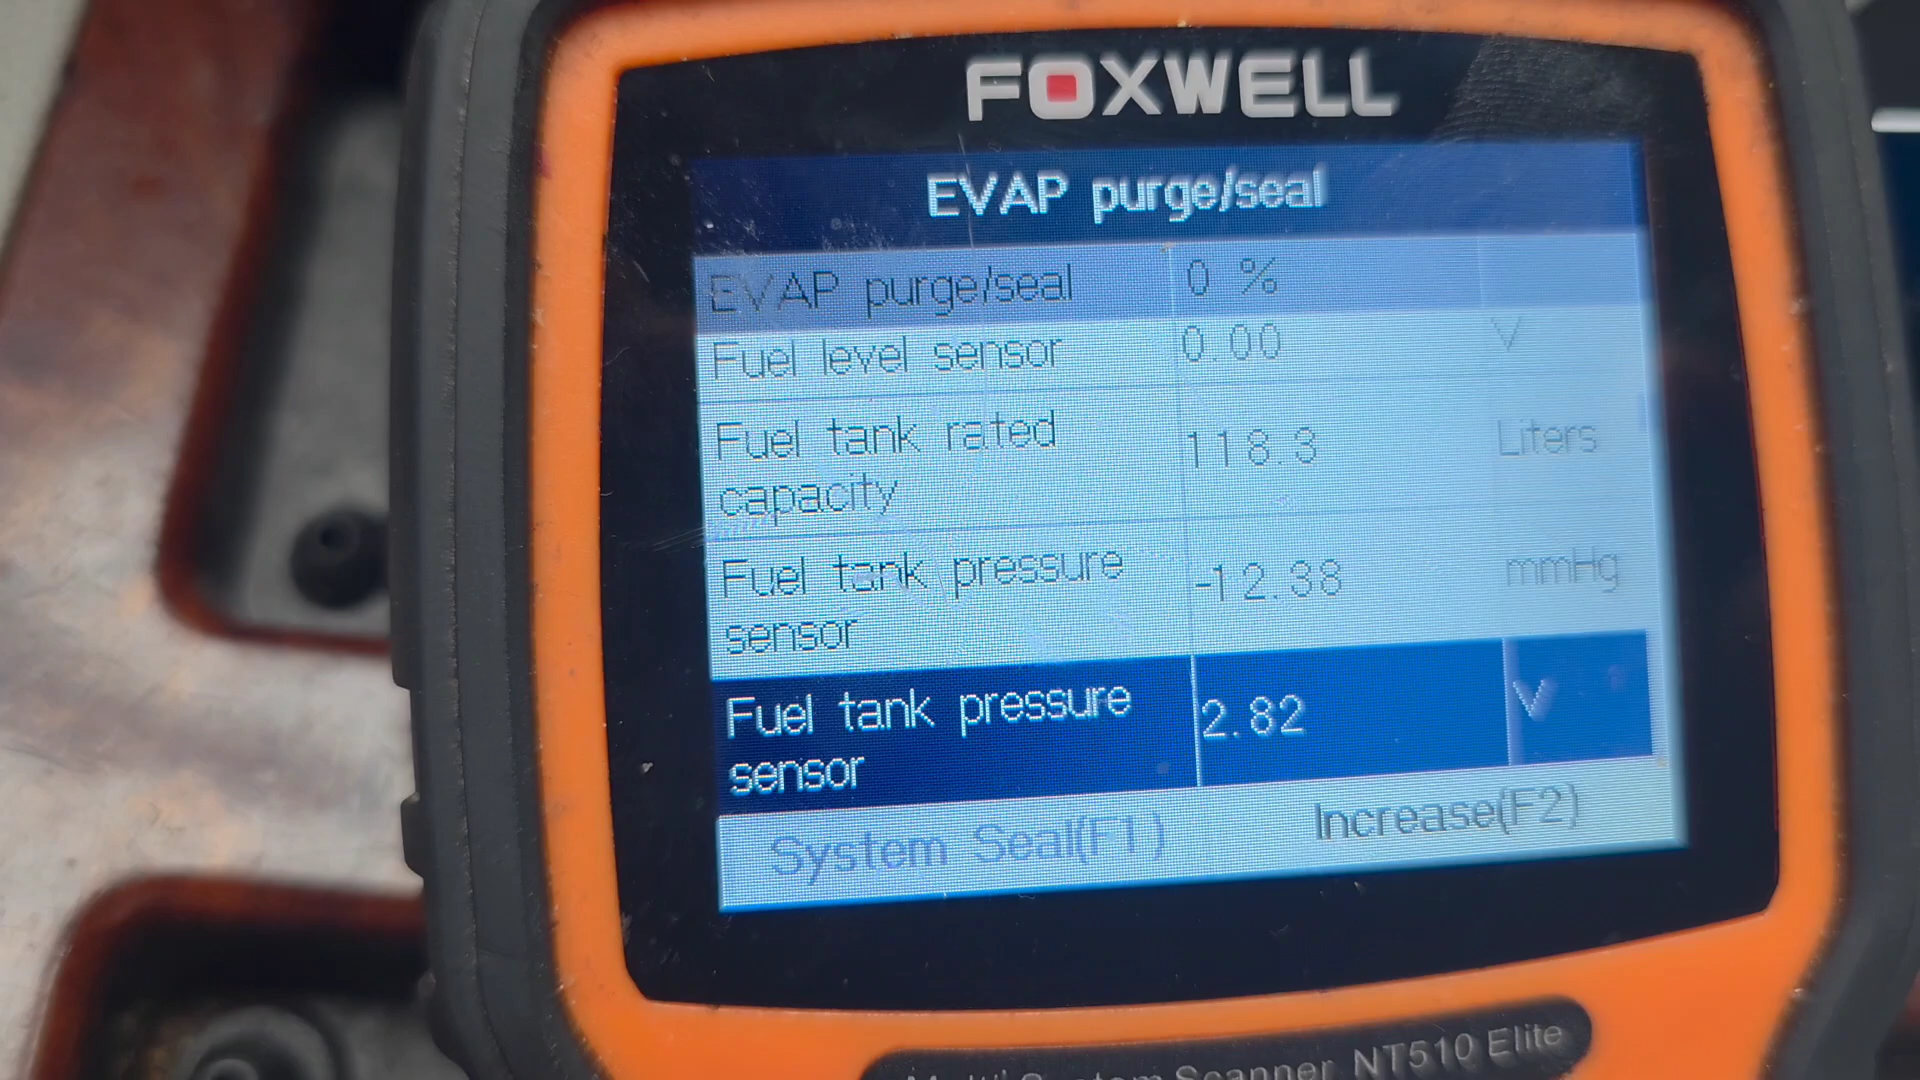 FOXWELL
EVAP purge/seal
EVAP purge/seal 0 %
Fuel level sensor 0.00 V
Fuel tank rated capacity 118.3 Liters
Fuel tank pressure sensor -12.38 mmHg
Fuel tank pressure sensor 2.82 V
System Seal(F1) Increase(F2)
Scanner NT510 Elite